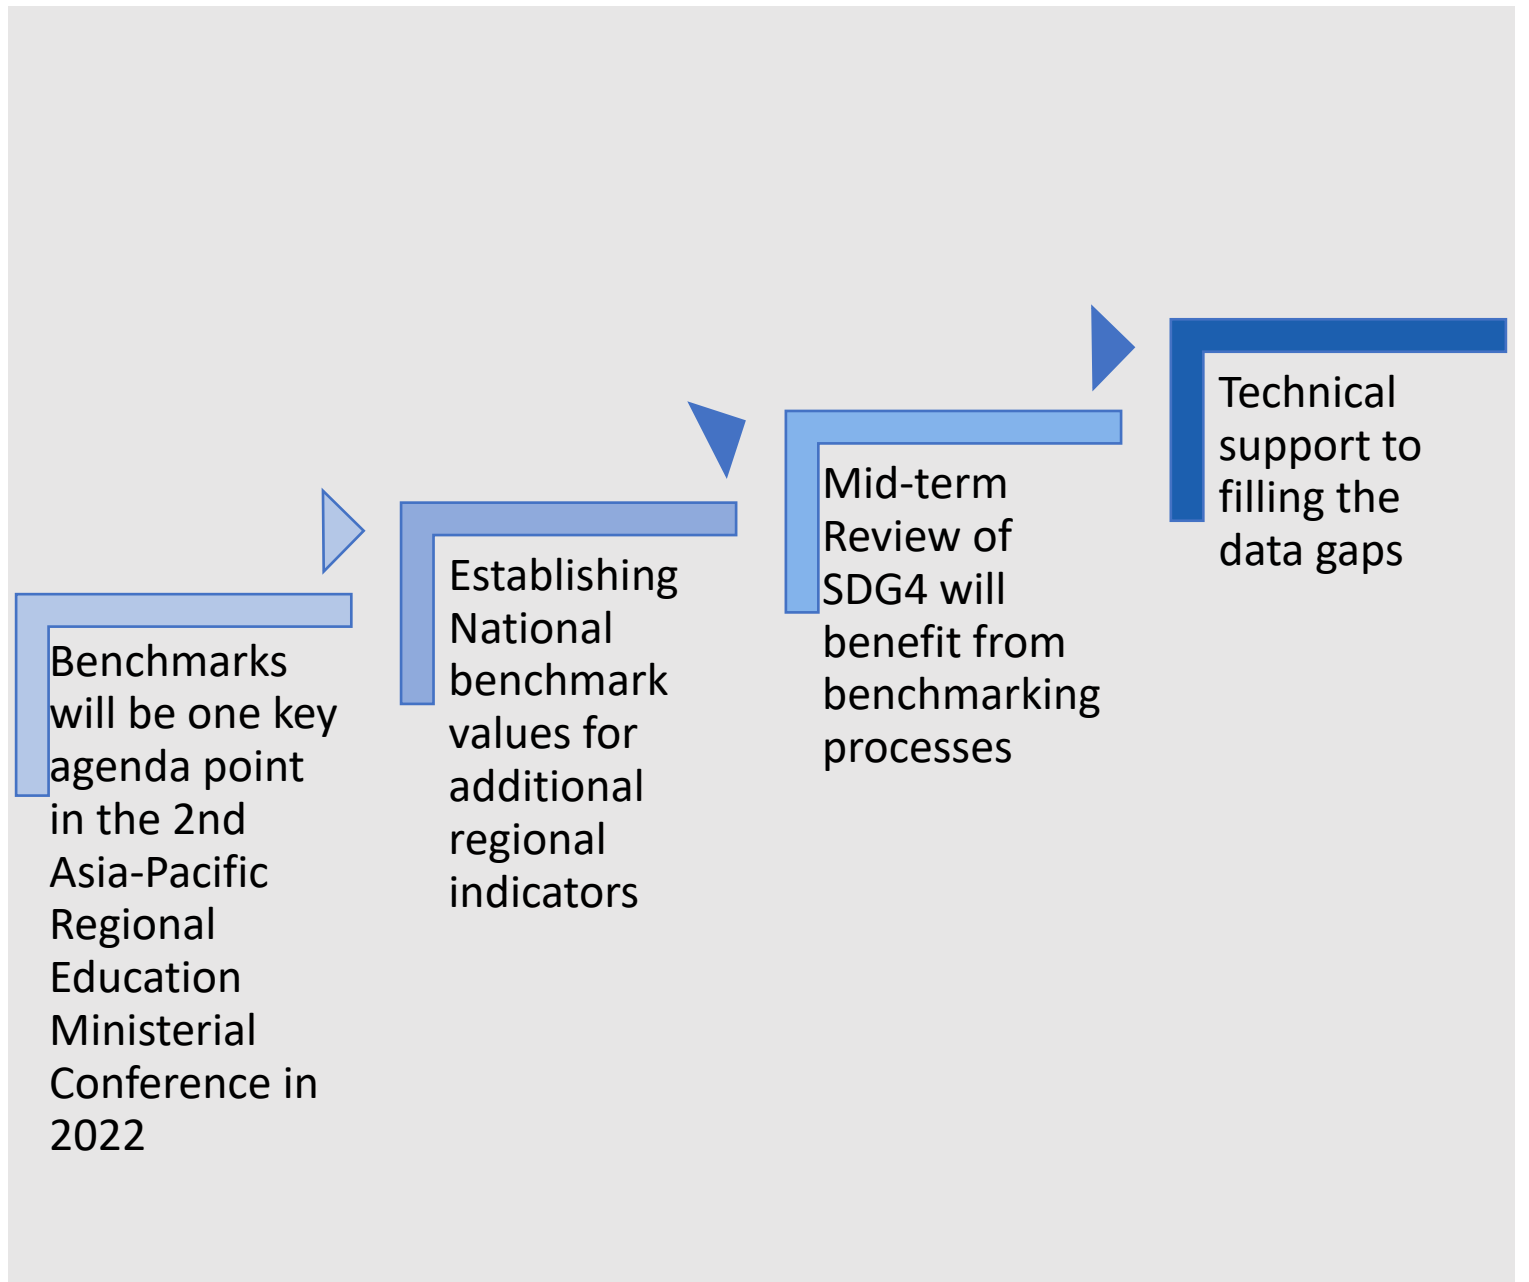 Benchmarks
will be one key
agenda point
in the 2nd
Asia-Pacific
Regional
Education
Ministerial
Conference in
2022
Establishing
National
benchmark
values for
additional
regional
indicators
Mid-term
Review of
SDG4 will
benefit from
benchmarking
processes
Technical
support to
filling the
data gaps